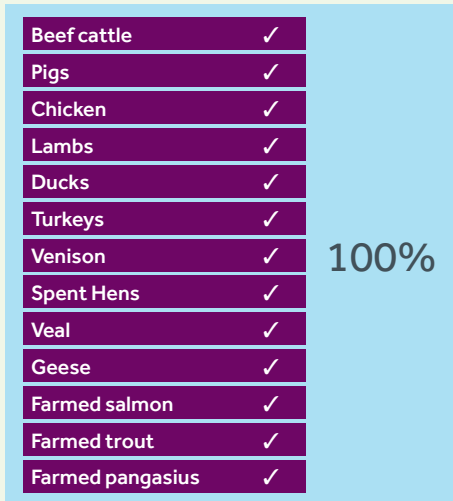 Beef cattle ✓
Pigs ✓
Chicken ✓
Lambs ✓
Ducks ✓
Turkeys ✓
Venison ✓
100%
Spent Hens ✓
Veal ✓
Geese ✓
Farmed salmon ✓
Farmed trout ✓
Farmed pangasius ✓